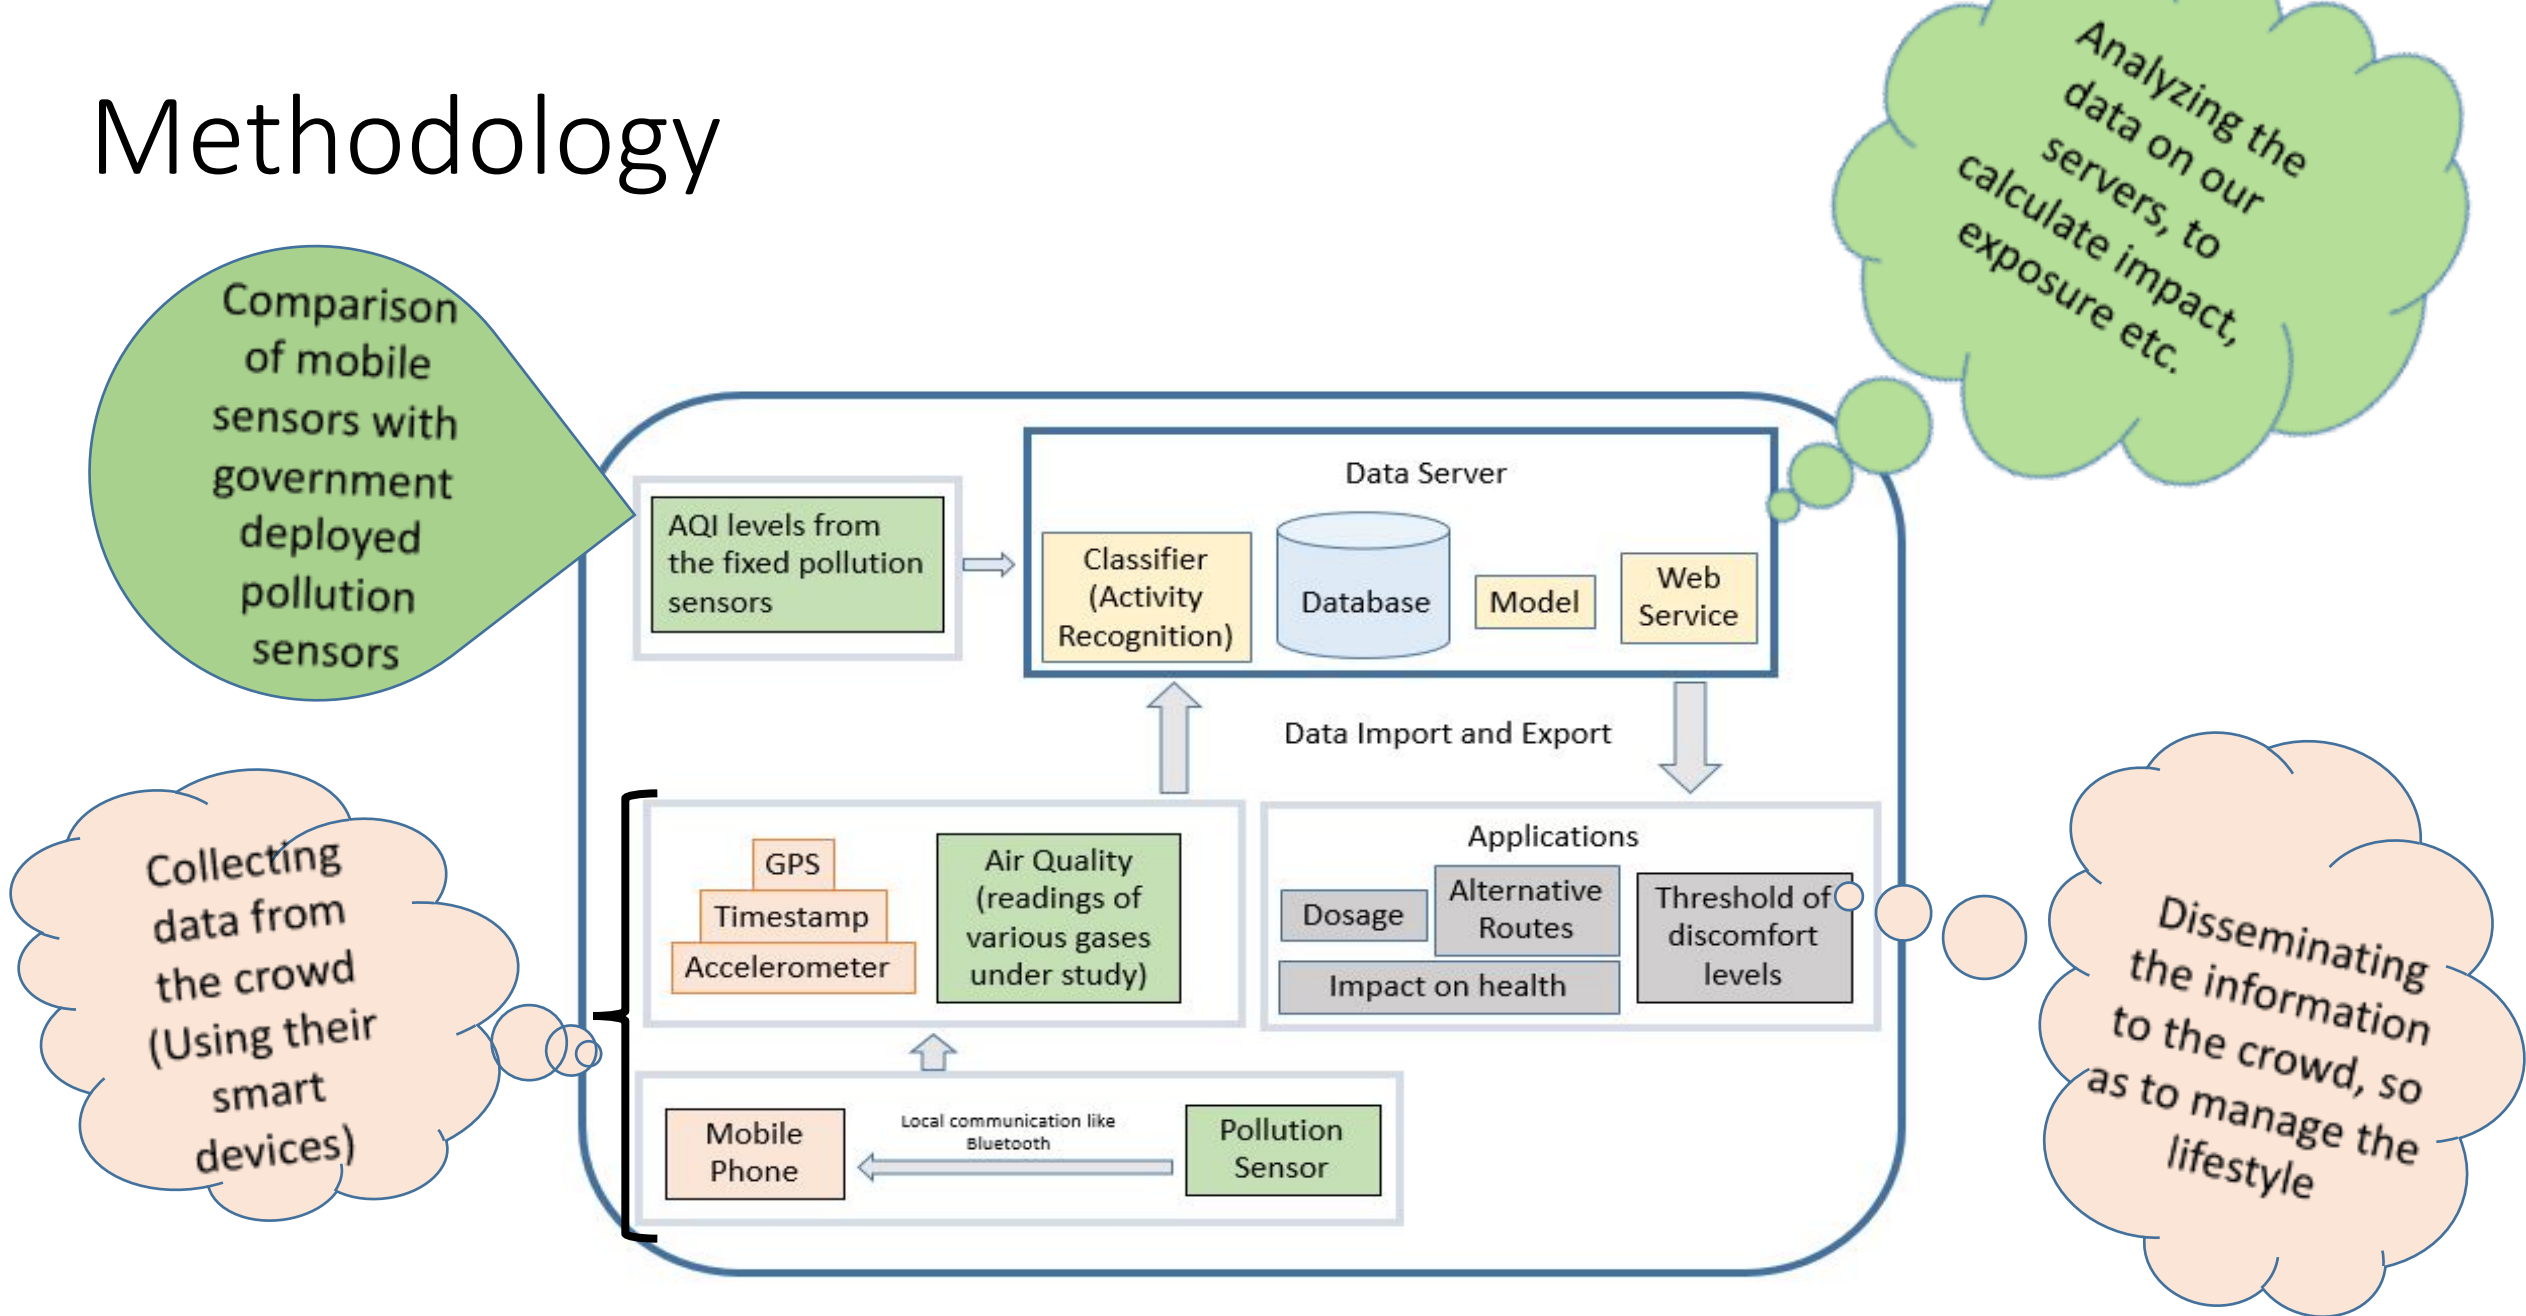 Methodology
Analyzing the
data on our
servers, to
calculate impact,
exposure etc.
Comparison
of mobile
sensors with
government
deployed
pollution
sensors
AQI levels from
the fixed pollution
sensors
Data Server
Classifier
(Activity
Recognition)
Database
Model
Web
Service
Data Import and Export
Collecting
data from
the crowd
(Using their
smart
devices)
GPS
Timestamp
Accelerometer
Air Quality
(readings of
various gases
under study)
Applications
Dosage
Alternative
Routes
Impact on health
Threshold of
discomfort
levels
Disseminating
the information
to the crowd, so
as to manage the
lifestyle
Mobile
Phone
Local communication like
Bluetooth
Pollution
Sensor